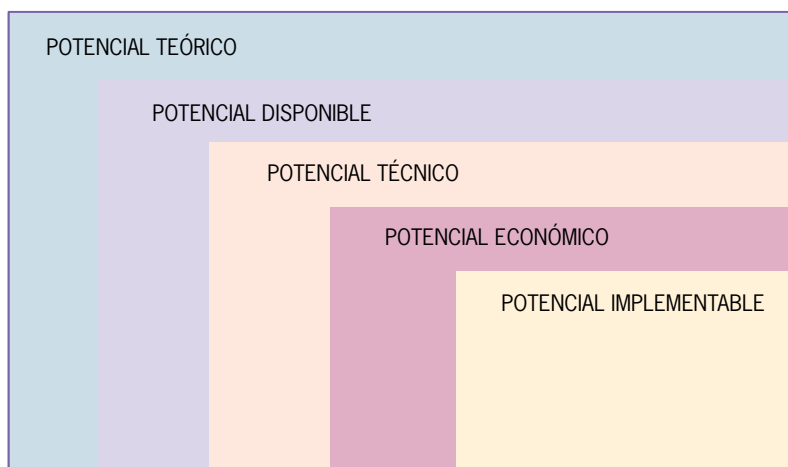 POTENCIAL TEÓRICO
POTENCIAL DISPONIBLE
POTENCIAL TÉCNICO
POTENCIAL ECONÓMICO
POTENCIAL IMPLEMENTABLE